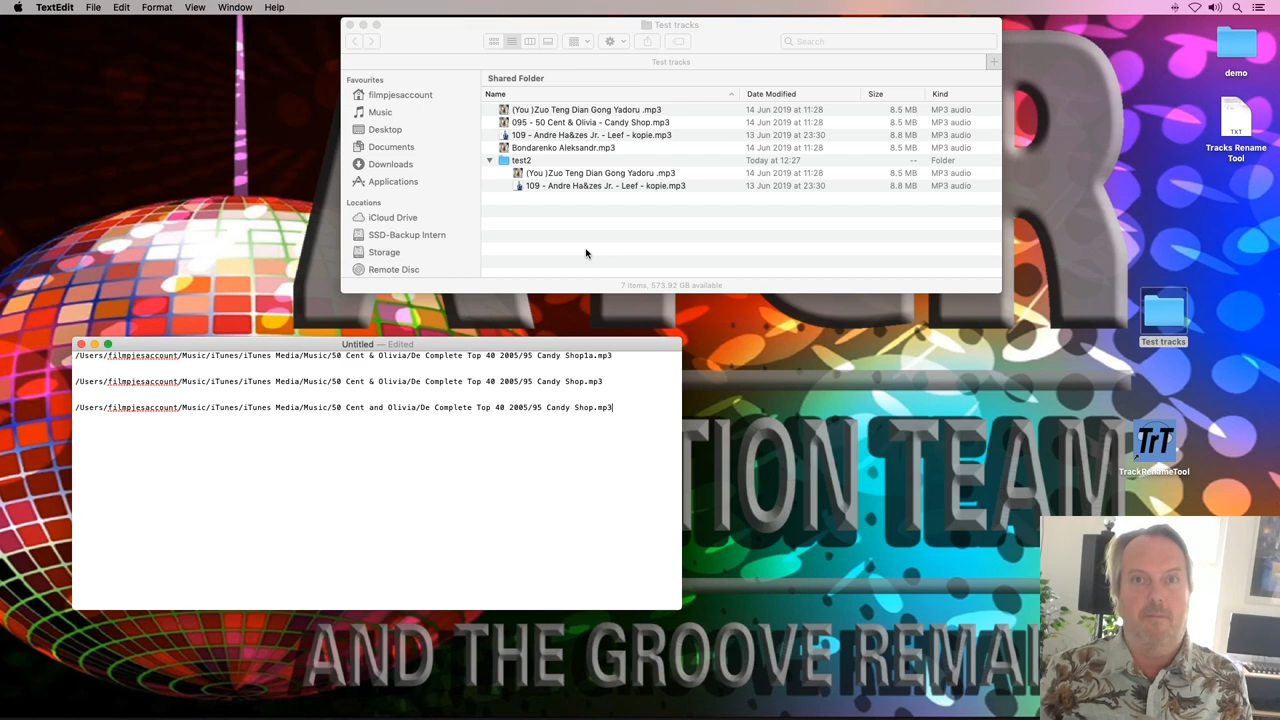 TextEdit File Edit Format View Window Help
Test tracks
Search
Test tracks
Favourites
filmpjesaccount
Music
Desktop
Documents
Downloads
Applications
Locations
iCloud Drive
SSD-Backup Intern
Storage
Remote Disc
Shared Folder
Name Date Modified Size Kind
(You )Zuo Teng Dian Gong Yadoru .mp3 14 Jun 2019 at 11:28 8.5 MB MP3 audio
095 - 50 Cent & Olivia - Candy Shop.mp3 14 Jun 2019 at 11:28 8.5 MB MP3 audio
109 - Andre Ha&zes Jr. - Leef - kopie.mp3 13 Jun 2019 at 23:30 8.8 MB MP3 audio
Bondarenko Aleksandr.mp3 14 Jun 2019 at 11:28 8.5 MB MP3 audio
test2 Today at 12:27 -- Folder
(You )Zuo Teng Dian Gong Yadoru .mp3 14 Jun 2019 at 11:28 8.5 MB MP3 audio
109 - Andre Ha&zes Jr. - Leef - kopie.mp3 13 Jun 2019 at 23:30 8.8 MB MP3 audio
7 items, 573.92 GB available
demo
TXT
Tracks Rename
Tool
Test tracks
TrT
TrackRenameTool
Untitled — Edited
/Users/filmpjesaccount/Music/iTunes/iTunes Media/Music/50 Cent & Olivia/De Complete Top 40 2005/95 Candy Shop1a.mp3
/Users/filmpjesaccount/Music/iTunes/iTunes Media/Music/50 Cent & Olivia/De Complete Top 40 2005/95 Candy Shop.mp3
/Users/filmpjesaccount/Music/iTunes/iTunes Media/Music/50 Cent and Olivia/De Complete Top 40 2005/95 Candy Shop.mp3
TION TEAM
AND THE GROOVE REMAI